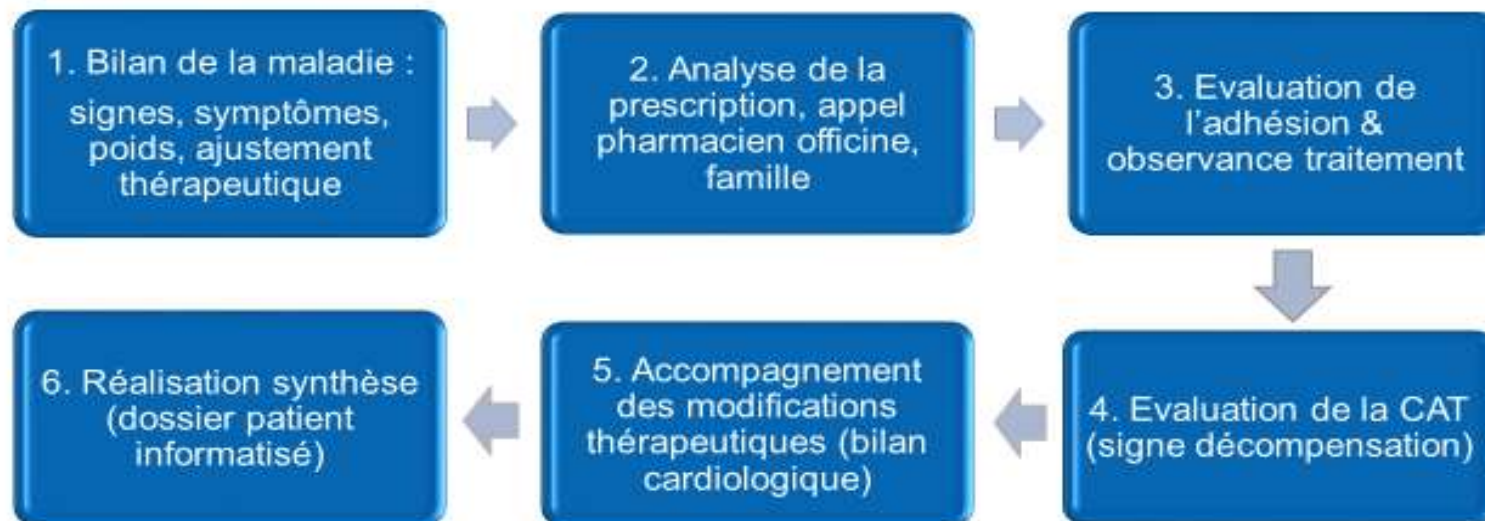 1. Bilan de la maladie :
signes, symptômes,
poids, ajustement
thérapeutique
2. Analyse de la
prescription, appel
pharmacien officine,
famille
3. Evaluation de
l'adhésion &
observance traitement
4. Evaluation de la CAT
(signe décompensation)
5. Accompagnement
des modifications
thérapeutiques (bilan
cardiologique)
6. Réalisation synthèse
(dossier patient
informatisé)